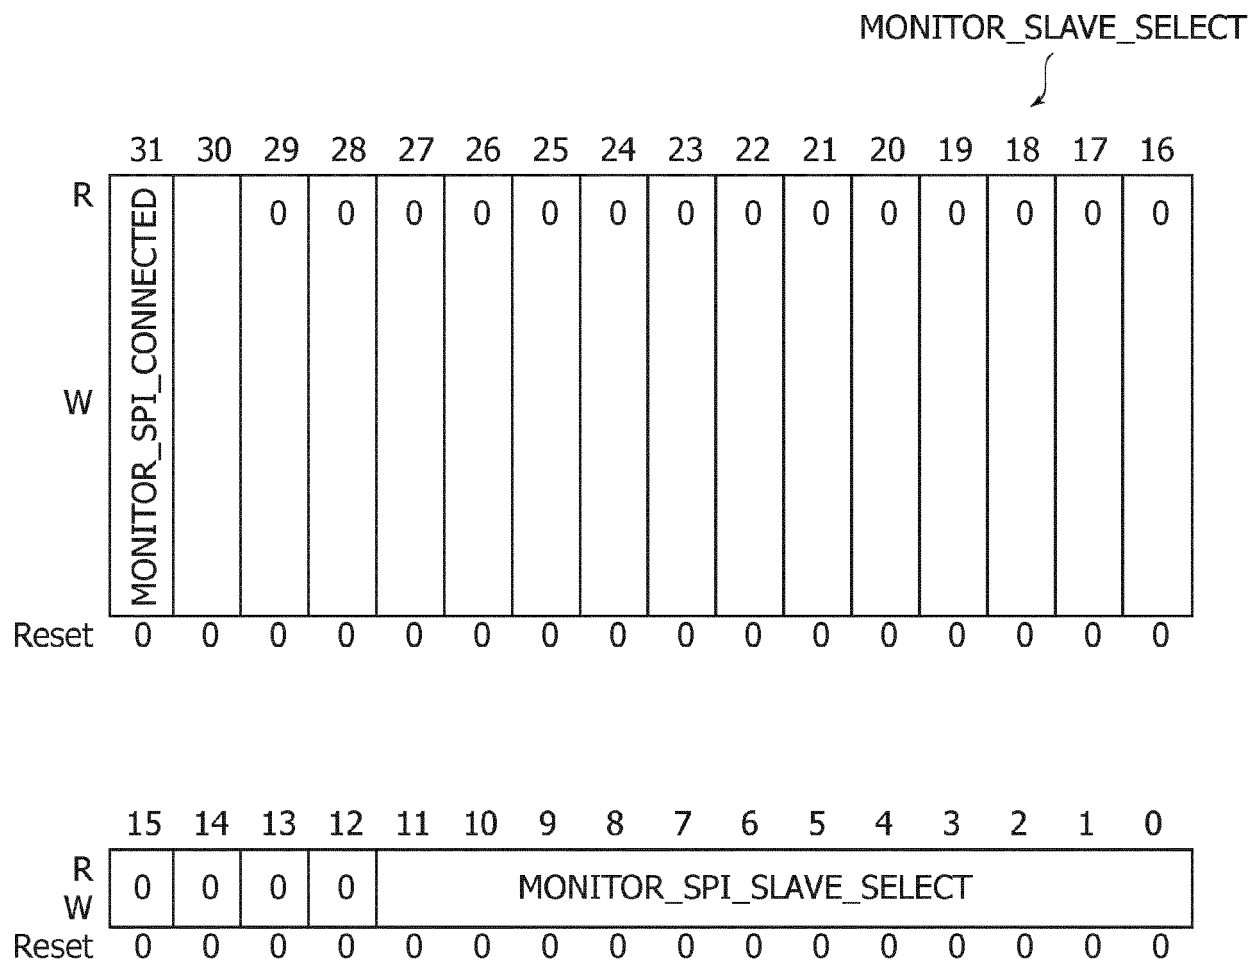 MONITOR_SLAVE_SELECT
31 30 29 28 27 26 25 24 23 22 21 20 19 18 17 16
R 0 0 0 0 0 0 0 0 0 0 0 0 0 0
W
MONITOR_SPI_CONNECTED
Reset 0 0 0 0 0 0 0 0 0 0 0 0 0 0 0 0
15 14 13 12 11 10 9 8 7 6 5 4 3 2 1 0
R
0 0 0 0 MONITOR_SPI_SLAVE_SELECT
W
Reset 0 0 0 0 0 0 0 0 0 0 0 0 0 0 0 0